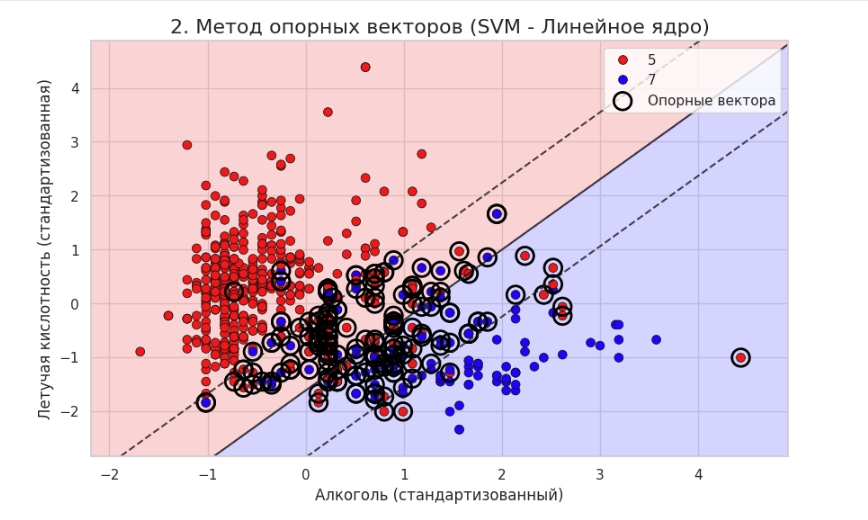 2. Метод опорных векторов (SVM - Линейное ядро)
5
7
Опорные вектора
Летучая кислотность (стандартизованная)
4
3
2
1
0
−1
−2
−2 −1 0 1 2 3 4
Алкоголь (стандартизованный)